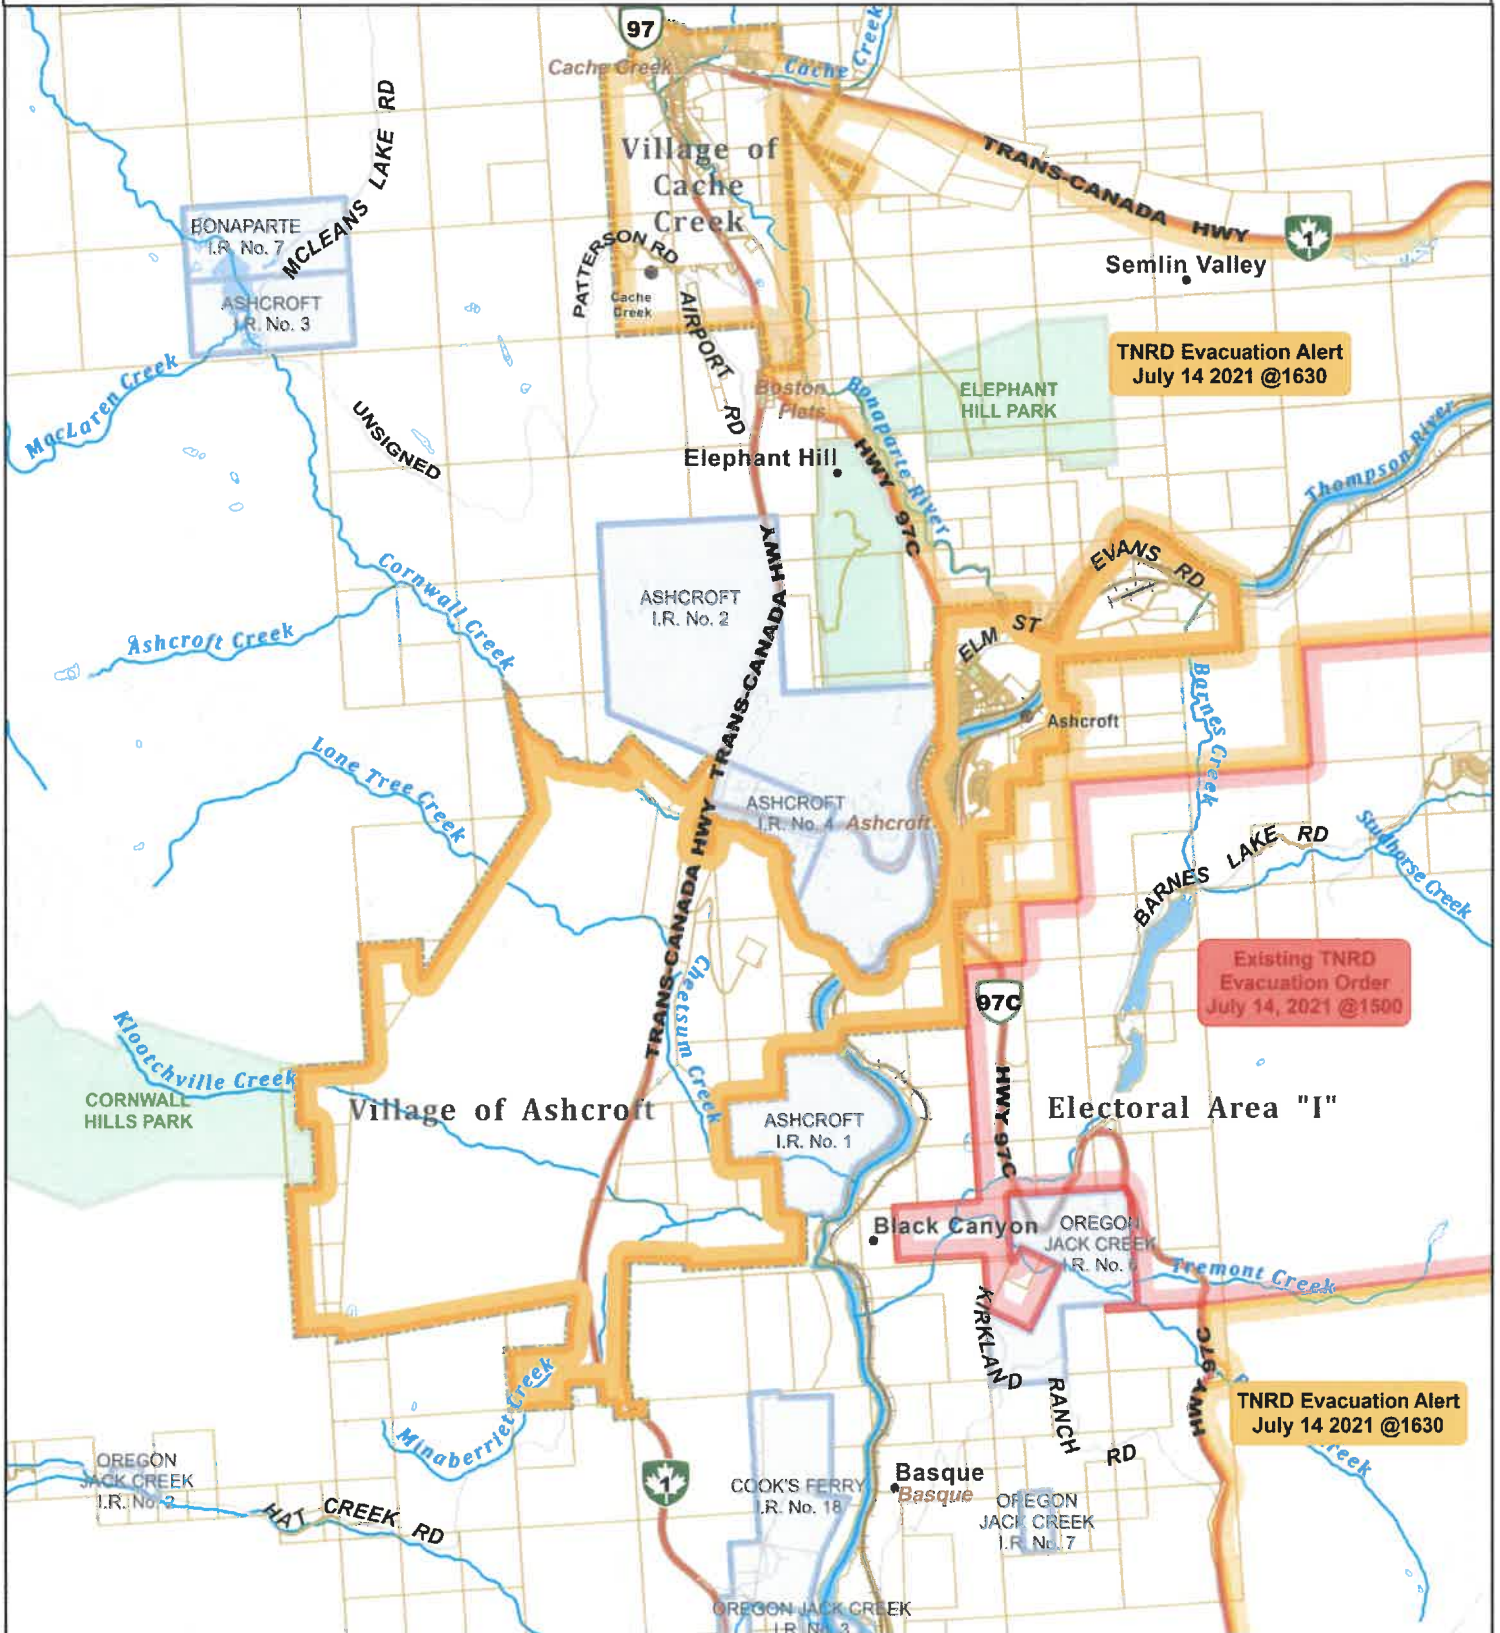 97
Cache Creek
Cache Creek
Village of
Cache
Creek
TRANS-CANADA HWY
1
Semlin Valley
MCLEANS LAKE RD
BONAPARTE
I.R. No. 7
ASHCROFT
I.R. No. 3
PATTERSON RD
Cache
Creek
AIRPORT RD
MacLaren Creek
UNSIGNED
Boston
Flats
Bonaparte River
ELEPHANT
HILL PARK
TNRD Evacuation Alert
July 14 2021 @1630
Elephant Hill
HWY 97C
Thompson River
Cornwall Creek
Ashcroft Creek
ASHCROFT
I.R. No. 2
TRANS-CANADA HWY
EVANS RD
ELM ST
Ashcroft
Barnes Creek
Lone Tree Creek
ASHCROFT
I.R. No. 4
Ashcroft
BARNES LAKE RD
Studhorse Creek
TRANS-CANADA HWY
Cheetsum Creek
Existing TNRD
Evacuation Order
July 14, 2021 @1500
97C
HWY 97C
Klootchville Creek
CORNWALL
HILLS PARK
Village of Ashcroft
ASHCROFT
I.R. No. 1
Electoral Area "I"
Black Canyon
OREGON
JACK CREEK
I.R. No.
Tremont Creek
KIRKLAND RANCH RD
HWY 97C
TNRD Evacuation Alert
July 14 2021 @1630
Minaberriet Creek
OREGON
JACK CREEK
I.R. No. 2
HAT CREEK RD
1
COOK'S FERRY
I.R. No. 18
Basque
Basque
OREGON
JACK CREEK
I.R. No. 7
OREGON JACK CREEK
I.R. No. 3